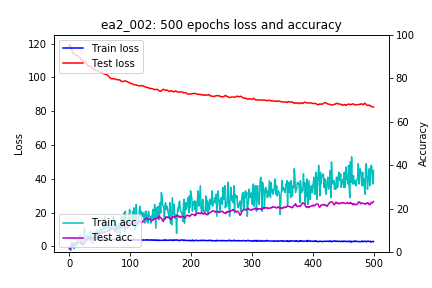 ea2_002: 500 epochs loss and accuracy
120
100
80
60
40
20
0
Loss
Train loss
Test loss
Train acc
Test acc
100
80
60
40
20
0
Accuracy
0 100 200 300 400 500